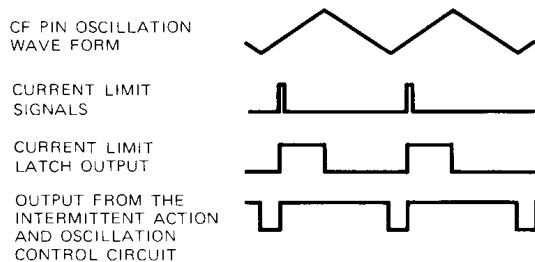 CF PIN OSCILLATION
WAVE FORM
CURRENT LIMIT
SIGNALS
CURRENT LIMIT
LATCH OUTPUT
OUTPUT FROM THE
INTERMITTENT ACTION
AND OSCILLATION
CONTROL CIRCUIT